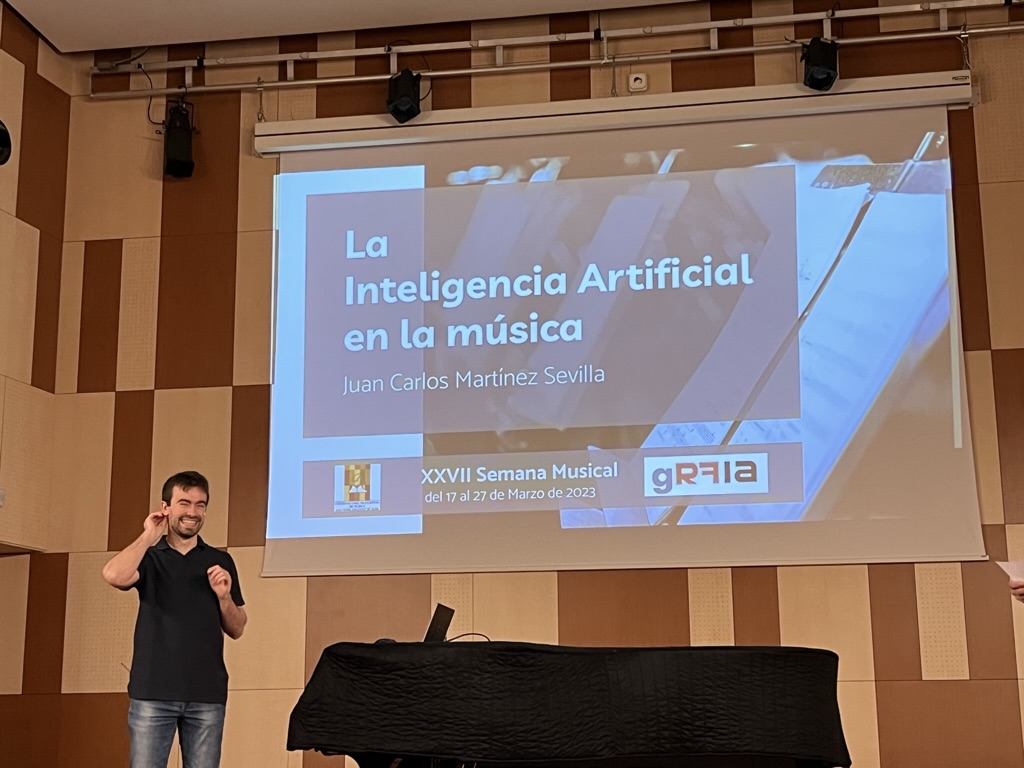 La
Inteligencia Artificial
en la música
Juan Carlos Martínez Sevilla
XXVII Semana Musical
del 17 al 27 de Marzo de 2023
gRFIA